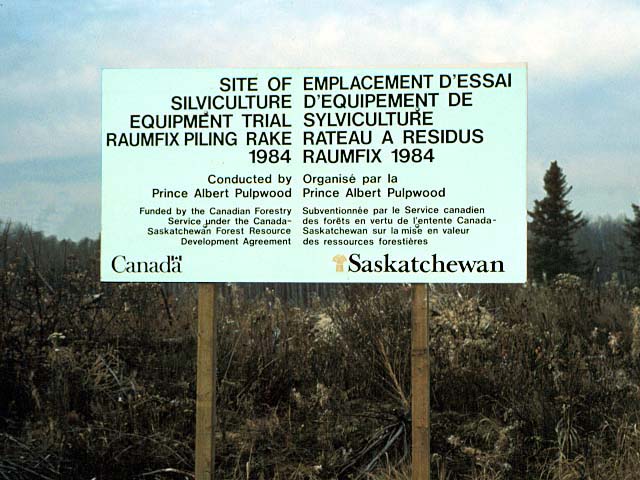 SITE OF
SILVICULTURE
EQUIPMENT TRIAL
RAUMFIX PILING RAKE
1984
Conducted by
Prince Albert Pulpwood
Funded by the Canadian Forestry
Service under the Canada-
Saskatchewan Forest Resource
Development Agreement
Canada
EMPLACEMENT D'ESSAI
D'EQUIPEMENT DE
SYLVICULTURE
RATEAU A RESIDUS
RAUMFIX 1984
Organisé par la
Prince Albert Pulpwood
Subventionnée par le Service canadien
des forêts en vertu de l'entente Canada-
Saskatchewan sur la mise en valeur
des ressources forestières
Saskatchewan